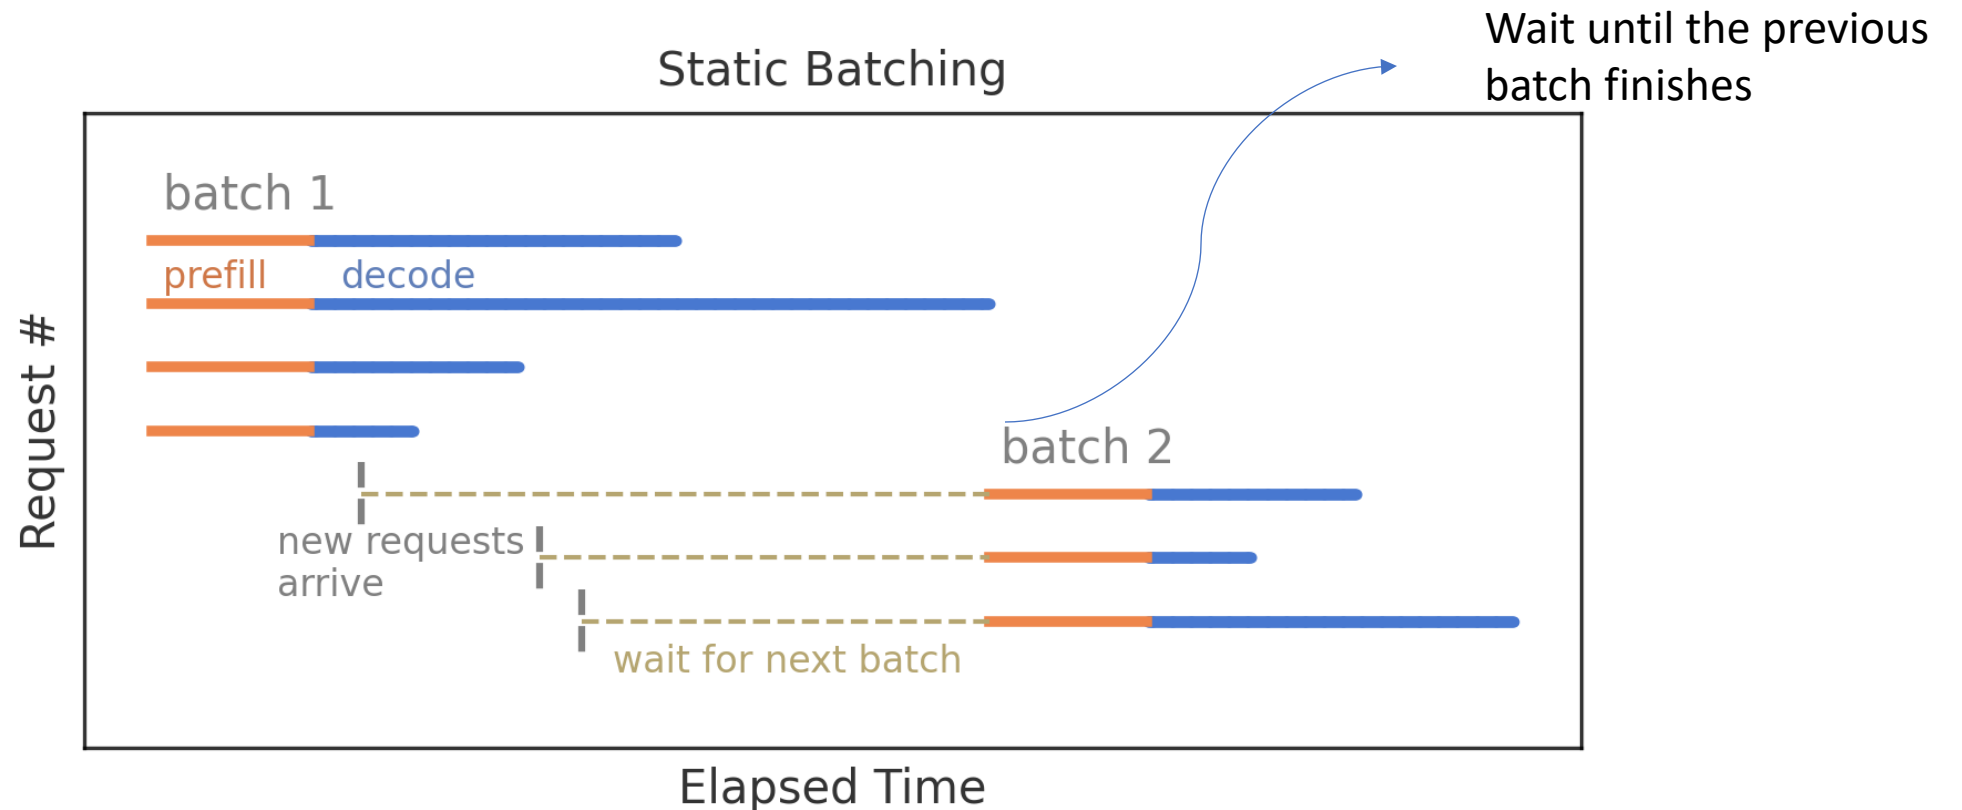 Wait until the previous
batch finishes
Static Batching
batch 1
prefill
decode
Request #
batch 2
new requests
arrive
wait for next batch
Elapsed Time